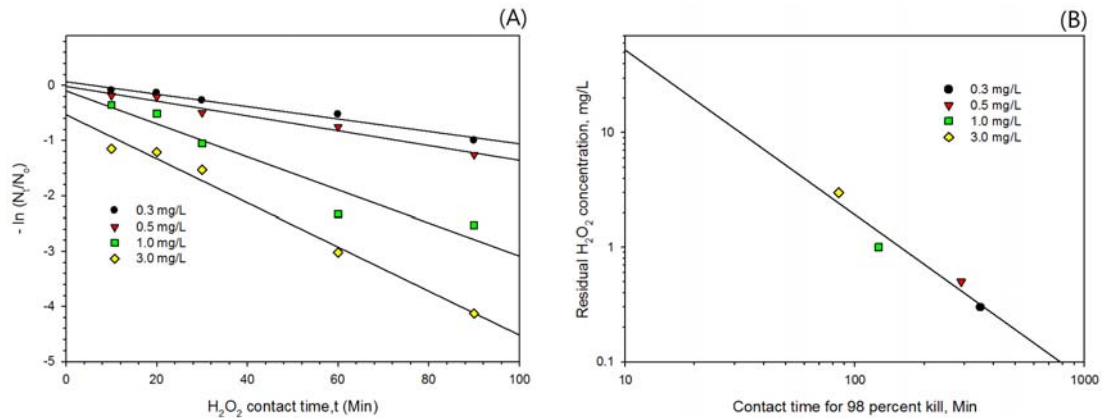 (A)
- ln (Nt/No)
0
-1
-2
-3
-4
-5
0.3 mg/L
0.5 mg/L
1.0 mg/L
3.0 mg/L
0 20 40 60 80 100
H2O2 contact time,t (Min)
(B)
Residual H2O2 concentration, mg/L
10
1
0.1
0.3 mg/L
0.5 mg/L
1.0 mg/L
3.0 mg/L
10 100 1000
Contact time for 98 percent kill, Min